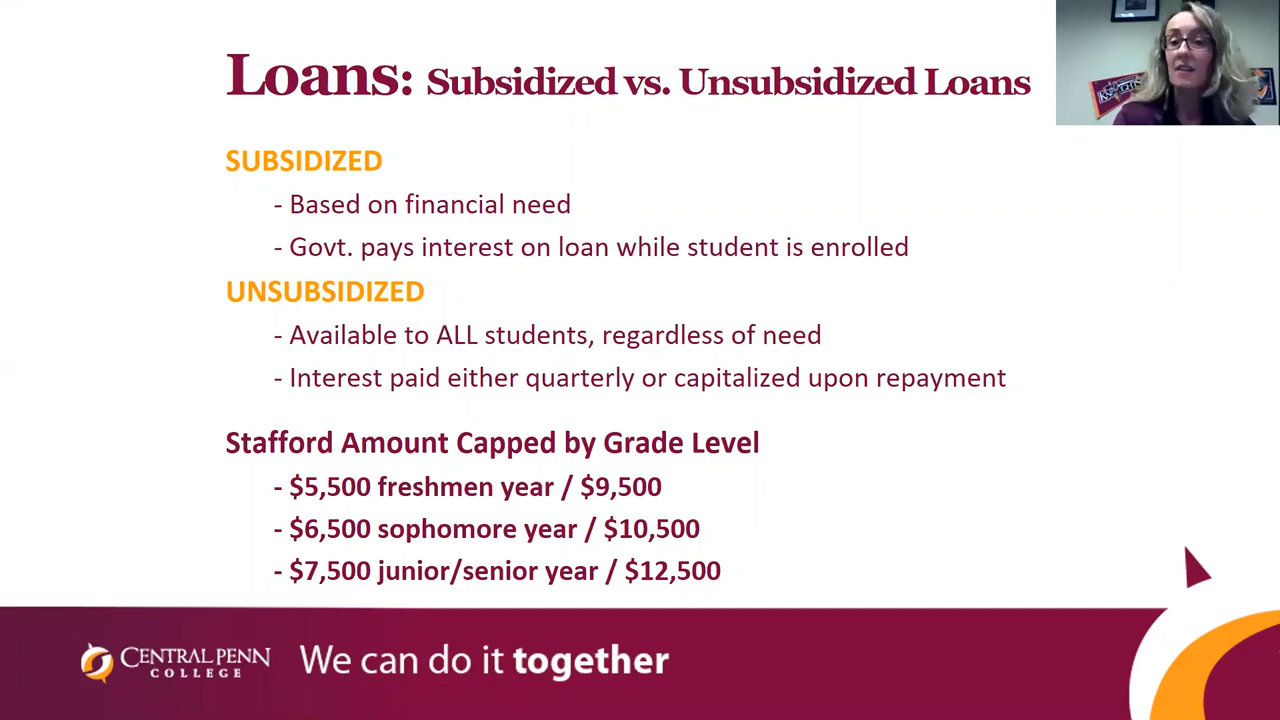 Loans: Subsidized vs. Unsubsidized Loans
SUBSIDIZED
- Based on financial need
- Govt. pays interest on loan while student is enrolled
UNSUBSIDIZED
- Available to ALL students, regardless of need
- Interest paid either quarterly or capitalized upon repayment
Stafford Amount Capped by Grade Level
- $5,500 freshmen year / $9,500
- $6,500 sophomore year / $10,500
- $7,500 junior/senior year / $12,500
CENTRAL PENN
COLLEGE
We can do it together